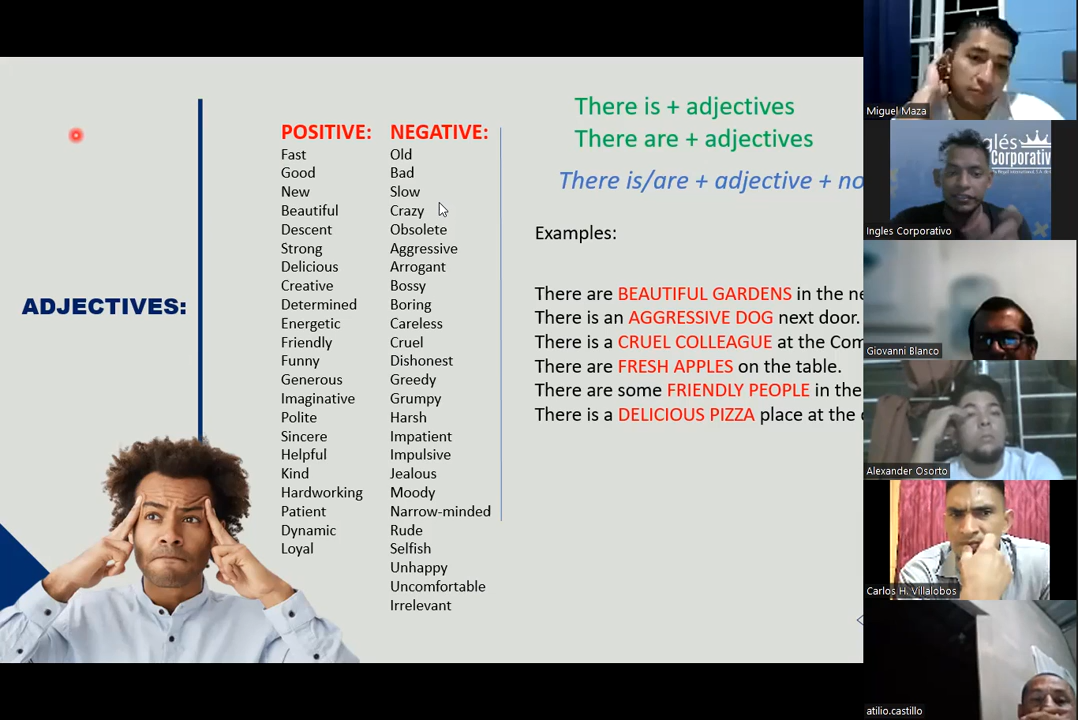 ADJECTIVES:
POSITIVE:
Fast
Good
New
Beautiful
Descent
Strong
Delicious
Creative
Determined
Energetic
Friendly
Funny
Generous
Imaginative
Polite
Sincere
Helpful
Kind
Hardworking
Patient
Dynamic
Loyal
NEGATIVE:
Old
Bad
Slow
Crazy
Obsolete
Aggressive
Arrogant
Bossy
Boring
Careless
Cruel
Dishonest
Greedy
Grumpy
Harsh
Impatient
Impulsive
Jealous
Moody
Narrow-minded
Rude
Selfish
Unhappy
Uncomfortable
Irrelevant
There is + adjectives
There are + adjectives
There is/are + adjective + no
Examples:
There are BEAUTIFUL GARDENS in the ne
There is an AGGRESSIVE DOG next door.
There is a CRUEL COLLEAGUE at the Com
There are FRESH APPLES on the table.
There are some FRIENDLY PEOPLE in the
There is a DELICIOUS PIZZA place at the
Miguel Maza
glés
Corporativ
Ingles Corporativo
Giovanni Blanco
Alexander Osorto
Carlos H. Villalobos
atilio.castillo